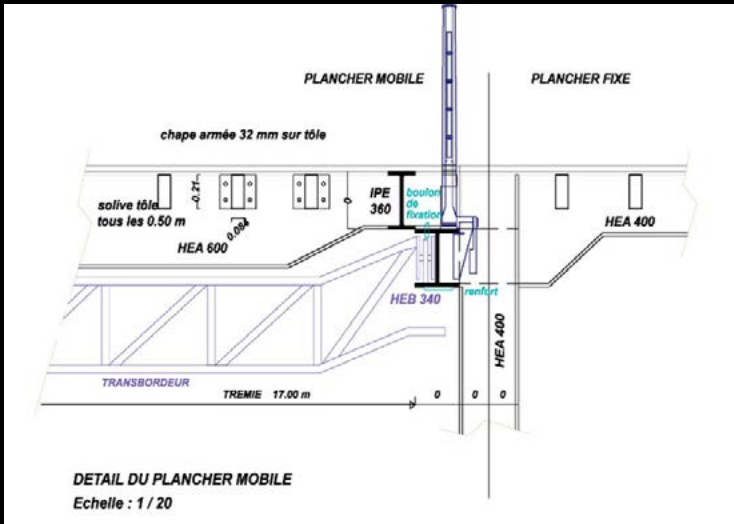 PLANCHER MOBILE
PLANCHER FIXE
chape armée 32 mm sur tôle
solive tôle
tous les 0.50 m
0.21
0.084
0
IPE
360
boulon
de
fixation
HEA 600
HEA 400
HEB 340
renfort
HEA 400
TRANSBORDEUR
TREMIE 17.00 m
0
0
0
DETAIL DU PLANCHER MOBILE
Echelle : 1 / 20